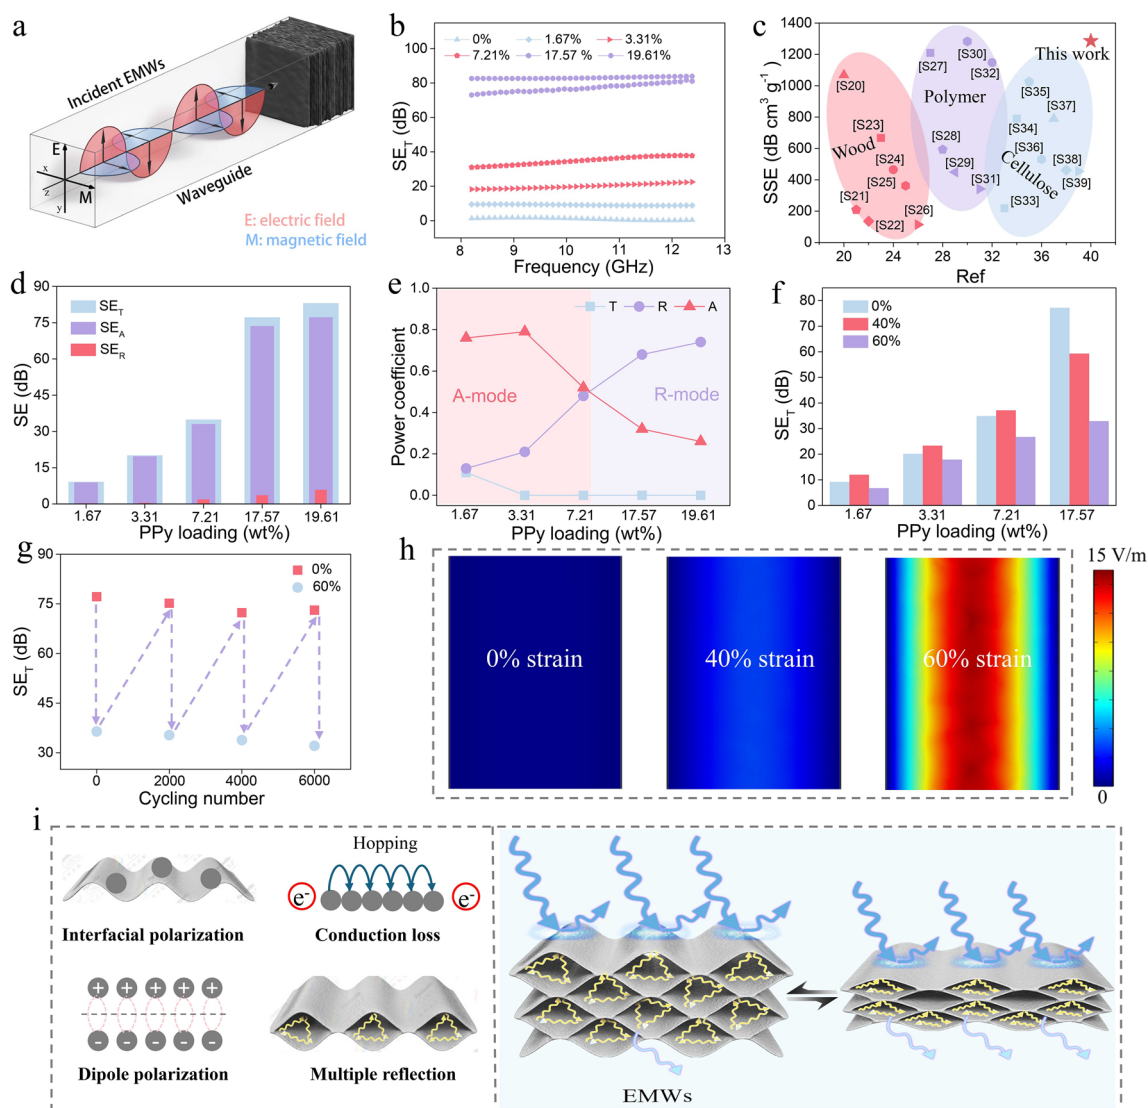 a
Incident EMWs
Waveguide
E
x
z
y
M
E: electric field
M: magnetic field
b
0% 1.67% 3.31%
7.21% 17.57 % 19.61%
SE_T (dB)
100
80
60
40
20
0
7 8 9 10 11 12 13
Frequency (GHz)
c
SSE (dB cm³ g⁻¹)
1400
1200
1000
800
600
400
200
0
This work
[S20]
[S27]
[S30]
[S32]
Polymer
[S35]
[S37]
[S23]
[S34]
Wood
[S28]
[S36]
[S24]
[S29]
Cellulose
[S38]
[S25]
[S31]
[S39]
[S21]
[S26]
[S33]
[S22]
20 24 28 32 36 40
Ref
d
SE_T
SE_A
SE_R
SE (dB)
90
75
60
45
30
15
0
1.67 3.31 7.21 17.57 19.61
PPy loading (wt%)
e
T R A
Power coefficient
1.0
0.8
0.6
0.4
0.2
0.0
A-mode
R-mode
1.67 3.31 7.21 17.57 19.61
PPy loading (wt%)
f
0%
40%
60%
SE_T (dB)
80
70
60
50
40
30
20
10
0
1.67 3.31 7.21 17.57
PPy loading (wt%)
g
0%
60%
SE_T (dB)
90
75
60
45
30
0 2000 4000 6000
Cycling number
h
0% strain
40% strain
60% strain
15 V/m
0
i
Hopping
e⁻
e⁻
Interfacial polarization
Conduction loss
+ + + + +
- - - - -
Dipole polarization
Multiple reflection
EMWs